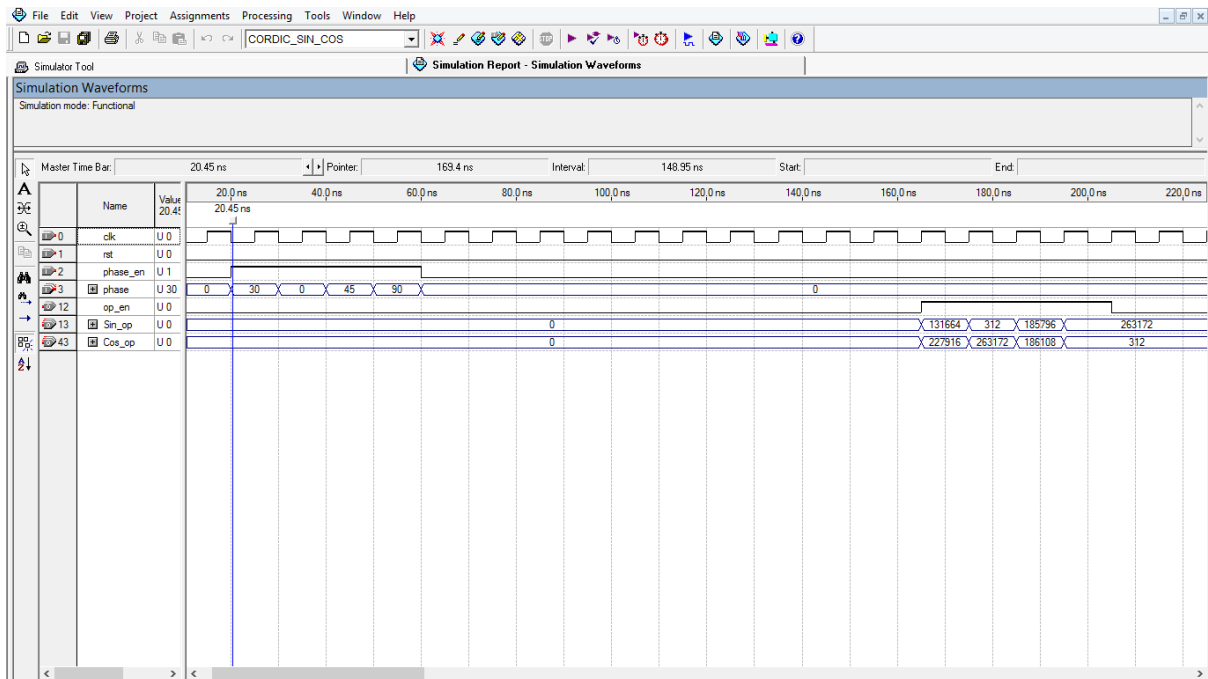 File Edit View Project Assignments Processing Tools Window Help
CORDIC_SIN_COS
Simulator Tool
Simulation Report - Simulation Waveforms
Simulation Waveforms
Simulation mode: Functional
Master Time Bar: 20.45 ns Pointer: 169.4 ns Interval: 148.95 ns Start: End:
Name Value 20.0 ns 40.0 ns 60.0 ns 80.0 ns 100.0 ns 120.0 ns 140.0 ns 160.0 ns 180.0 ns 200.0 ns 220.0 ns
20.45 20.45 ns
0 clk U 0
1 rst U 0
2 phase_en U 1
3 phase U 30 0 30 0 45 90 0
12 op_en U 0
13 Sin_op U 0 0 131664 312 185796 263172
43 Cos_op U 0 0 227916 263172 186108 312